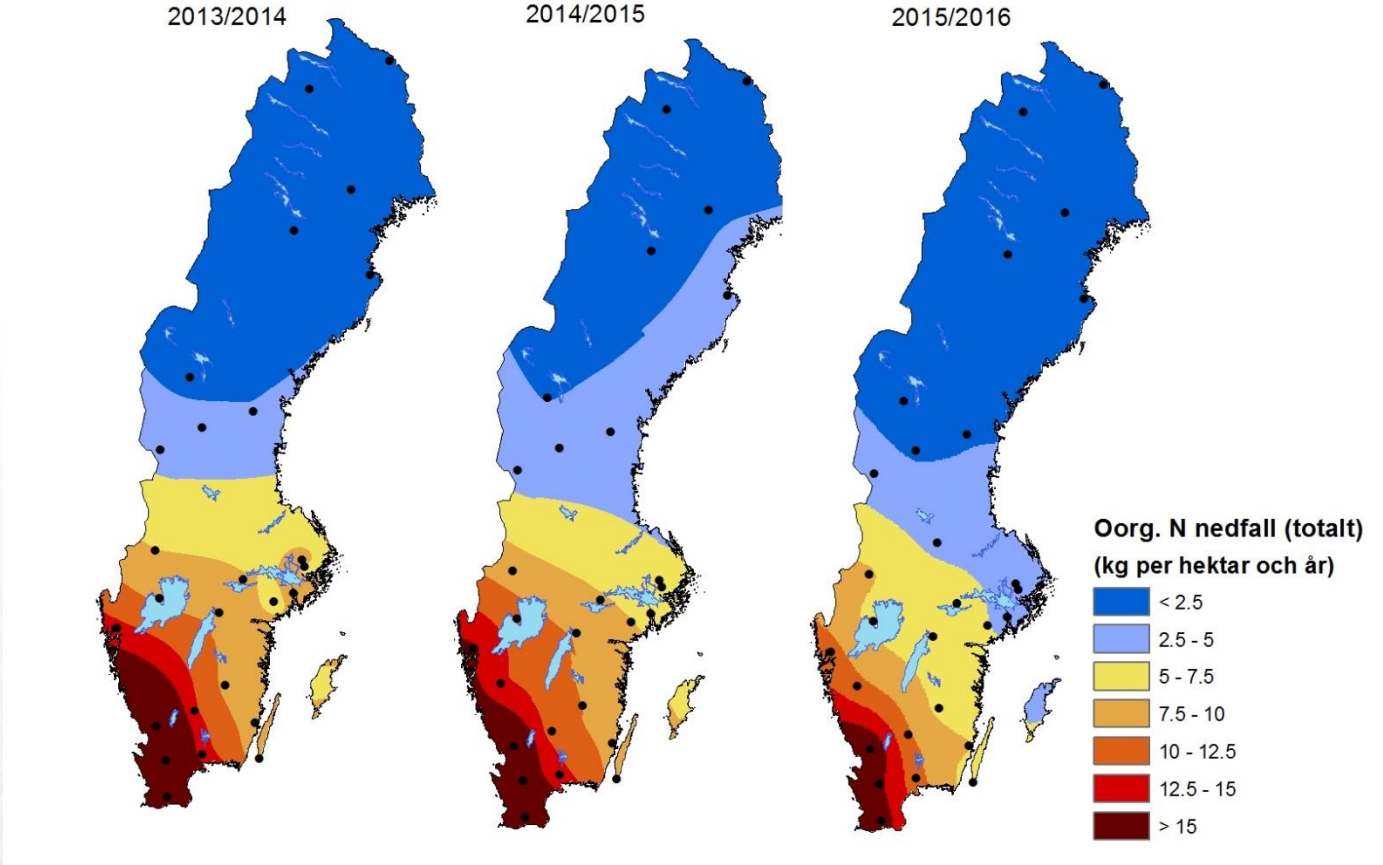 2013/2014
2014/2015
2015/2016
Oorg. N nedfall (totalt)
(kg per hektar och år)
< 2.5
2.5 - 5
5 - 7.5
7.5 - 10
10 - 12.5
12.5 - 15
> 15